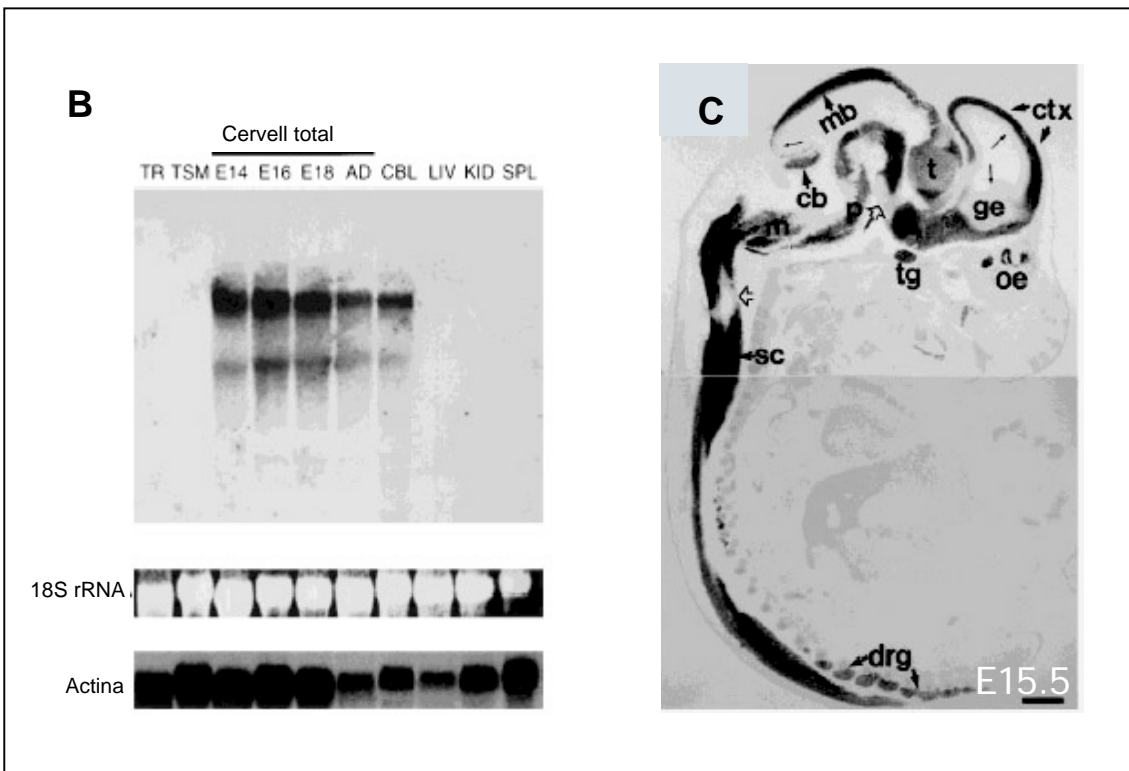 B
Cervell total
TR TSM E14 E16 E18 AD CBL LIV KID SPL
18S rRNA
Actina
C
mb
ctx
t
cb
p
ge
m
tg
oe
sc
drg
E15.5